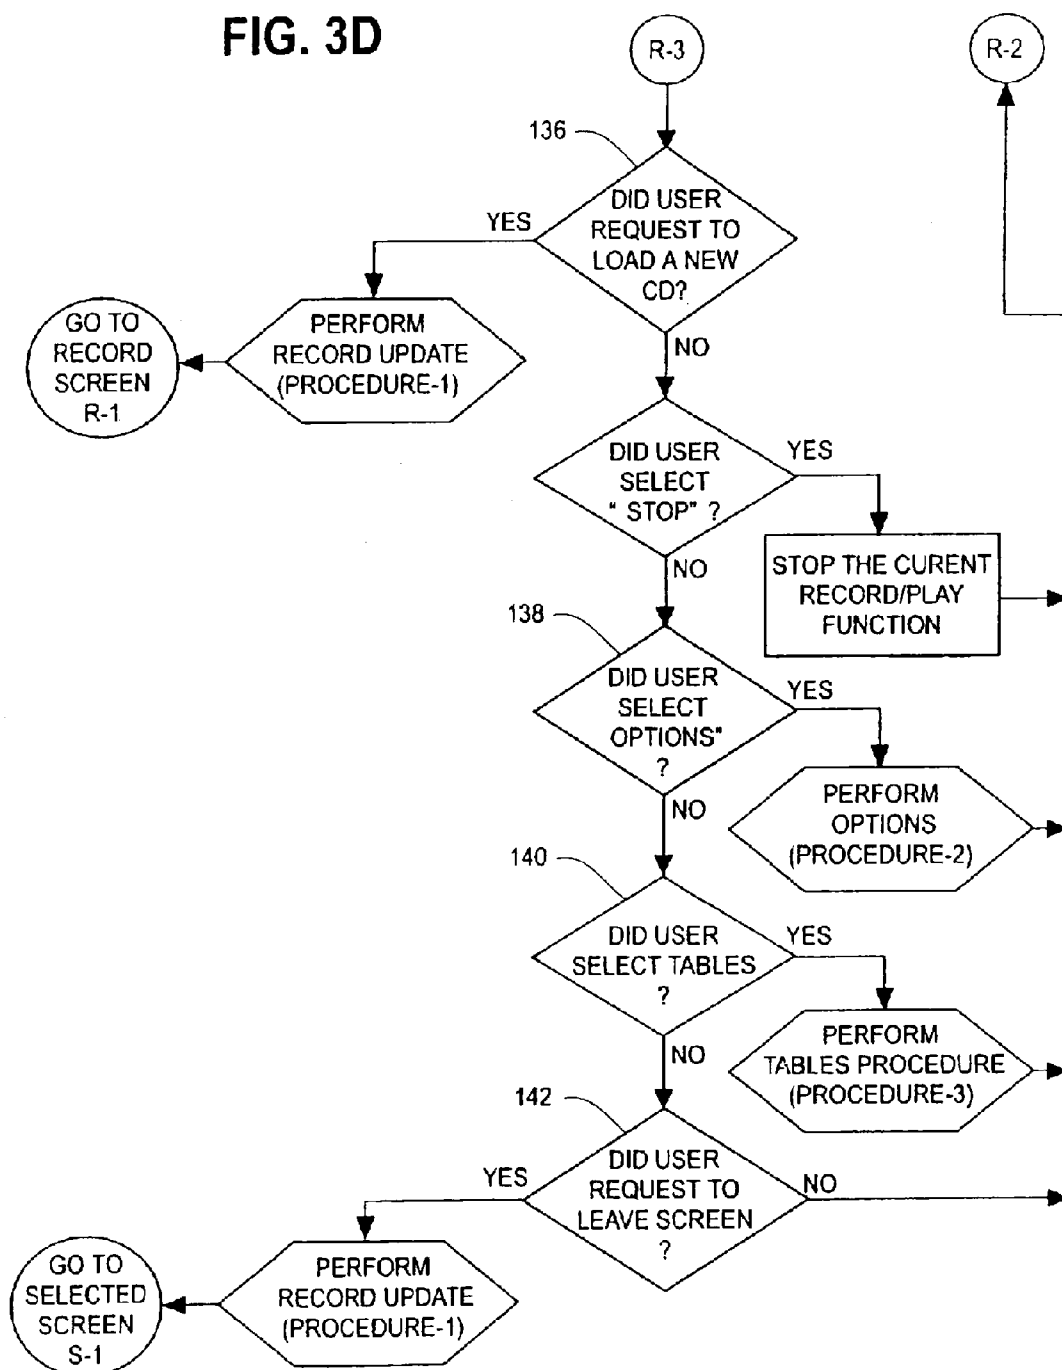 FIG. 3D
R-3
R-2
136
DID USER
REQUEST TO
LOAD A NEW
CD?
YES
NO
GO TO
RECORD
SCREEN
R-1
PERFORM
RECORD UPDATE
(PROCEDURE-1)
DID USER
SELECT
" STOP" ?
YES
NO
STOP THE CURENT
RECORD/PLAY
FUNCTION
138
DID USER
SELECT
OPTIONS"
?
YES
NO
PERFORM
OPTIONS
(PROCEDURE-2)
140
DID USER
SELECT TABLES
?
YES
NO
PERFORM
TABLES PROCEDURE
(PROCEDURE-3)
142
DID USER
REQUEST TO
LEAVE SCREEN
?
YES
NO
GO TO
SELECTED
SCREEN
S-1
PERFORM
RECORD UPDATE
(PROCEDURE-1)